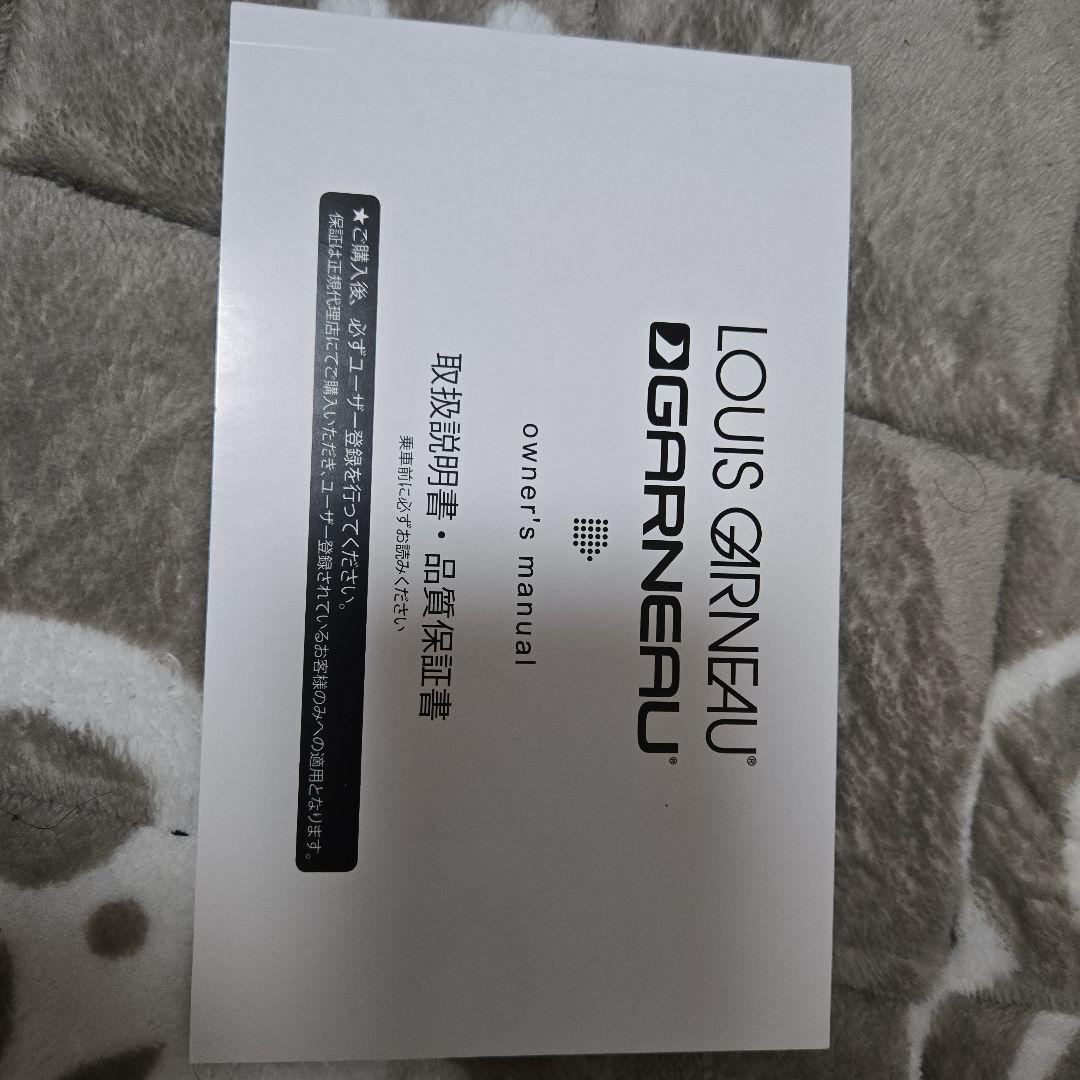 LOUIS GARNEAU®
GARNEAU®
owner's manual
取扱説明書・品質保証書
乗車前に必ずお読みください
★ご購入後、必ずユーザー登録を行ってください。
保証は正規代理店にてご購入いただき、ユーザー登録されているお客様のみへの適用となります。